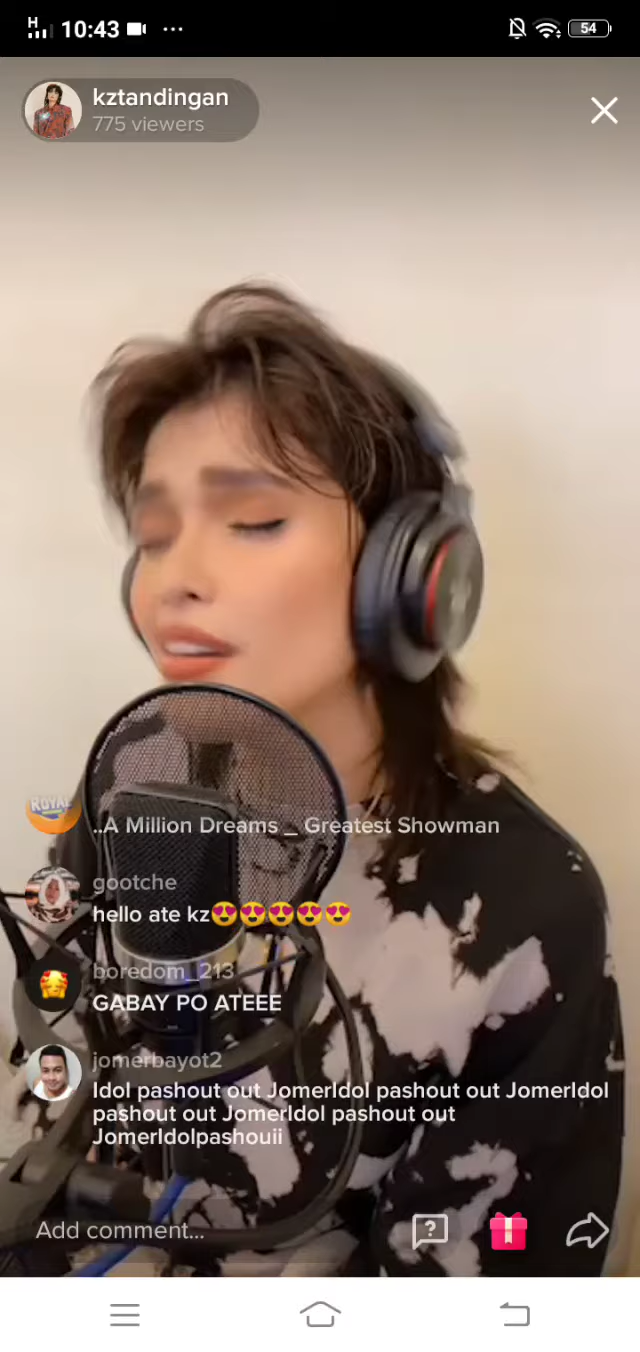 H
10:43
54
kztandingan
775 viewers
ROYAL
..A Million Dreams _ Greatest Showman
gootche
hello ate kz😍😍😍😍😍
boredom_213
GABAY PO ATEEE
jomerbayot2
Idol pashout out JomerIdol pashout out JomerIdol
pashout out JomerIdol pashout out
JomerIdolpashouii
Add comment...